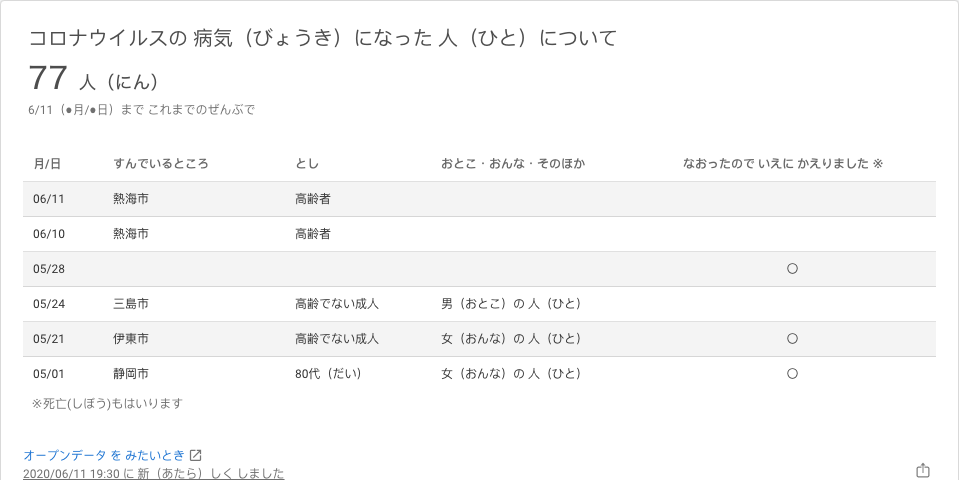 コロナウイルスの 病気（びょうき）になった 人（ひと）について
77 人（にん）
6/11（●月/●日）まで これまでのぜんぶで
月/日 すんでいるところ とし おとこ・おんな・そのほか なおったので いえに かえりました ※
06/11 熱海市 高齢者
06/10 熱海市 高齢者
05/28 〇
05/24 三島市 高齢でない成人 男（おとこ）の 人（ひと）
05/21 伊東市 高齢でない成人 女（おんな）の 人（ひと） 〇
05/01 静岡市 80代（だい） 女（おんな）の 人（ひと） 〇
※死亡(しぼう)もはいります
オープンデータ を みたいとき
2020/06/11 19:30 に 新（あたら）しく しました